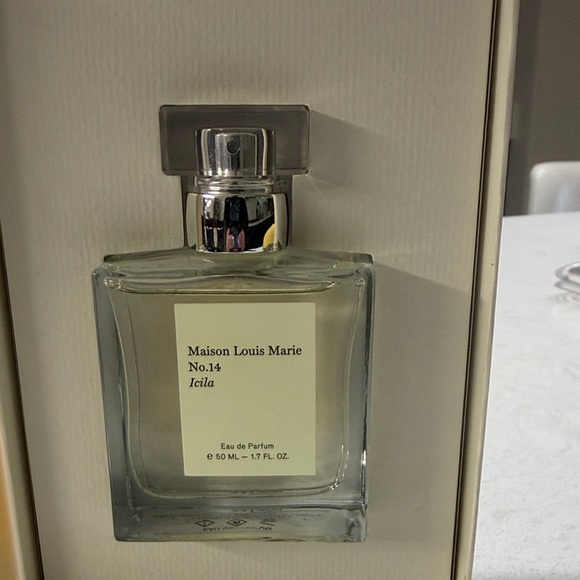 Maison Louis Marie
No.14
Icila
Eau de Parfum
℮ 50 ML — 1.7 FL. OZ.